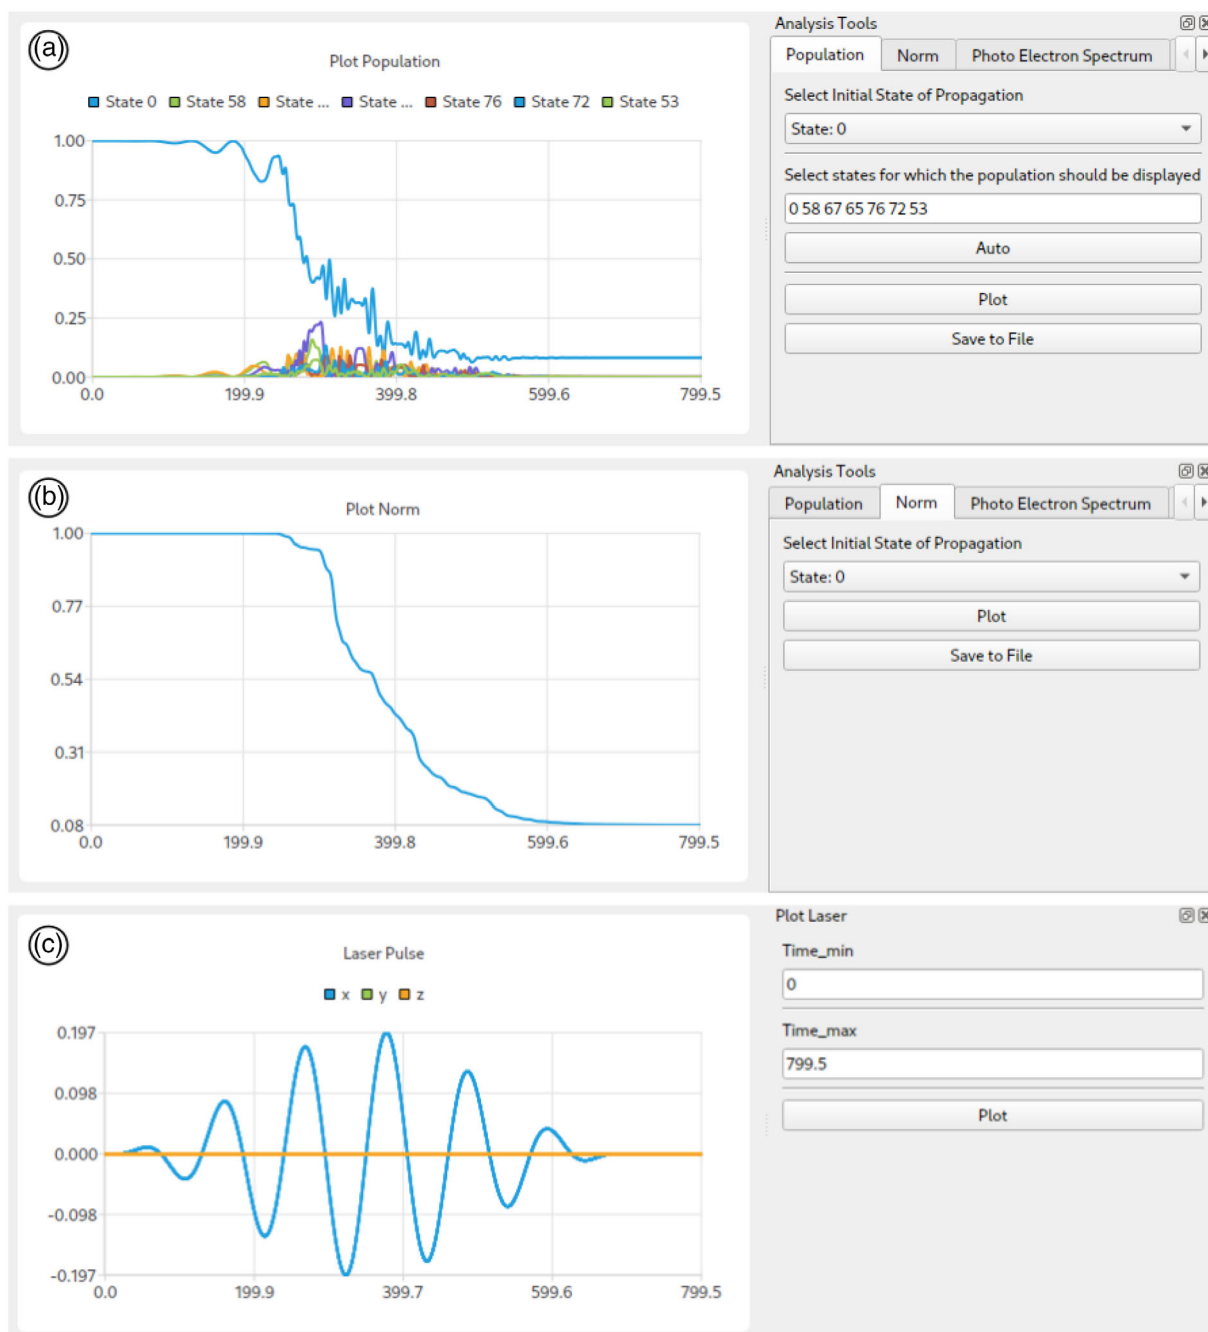 (a)
Plot Population
State 0 State 58 State ... State ... State 76 State 72 State 53
1.00
0.75
0.50
0.25
0.00
0.0 199.9 399.8 599.6 799.5
Analysis Tools
Population Norm Photo Electron Spectrum
Select Initial State of Propagation
State: 0
Select states for which the population should be displayed
0 58 67 65 76 72 53
Auto
Plot
Save to File
(b)
Plot Norm
1.00
0.77
0.54
0.31
0.08
0.0 199.9 399.8 599.6 799.5
Analysis Tools
Population Norm Photo Electron Spectrum
Select Initial State of Propagation
State: 0
Plot
Save to File
(c)
Laser Pulse
x y z
0.197
0.098
0.000
-0.098
-0.197
0.0 199.9 399.7 599.6 799.5
Plot Laser
Time_min
0
Time_max
799.5
Plot